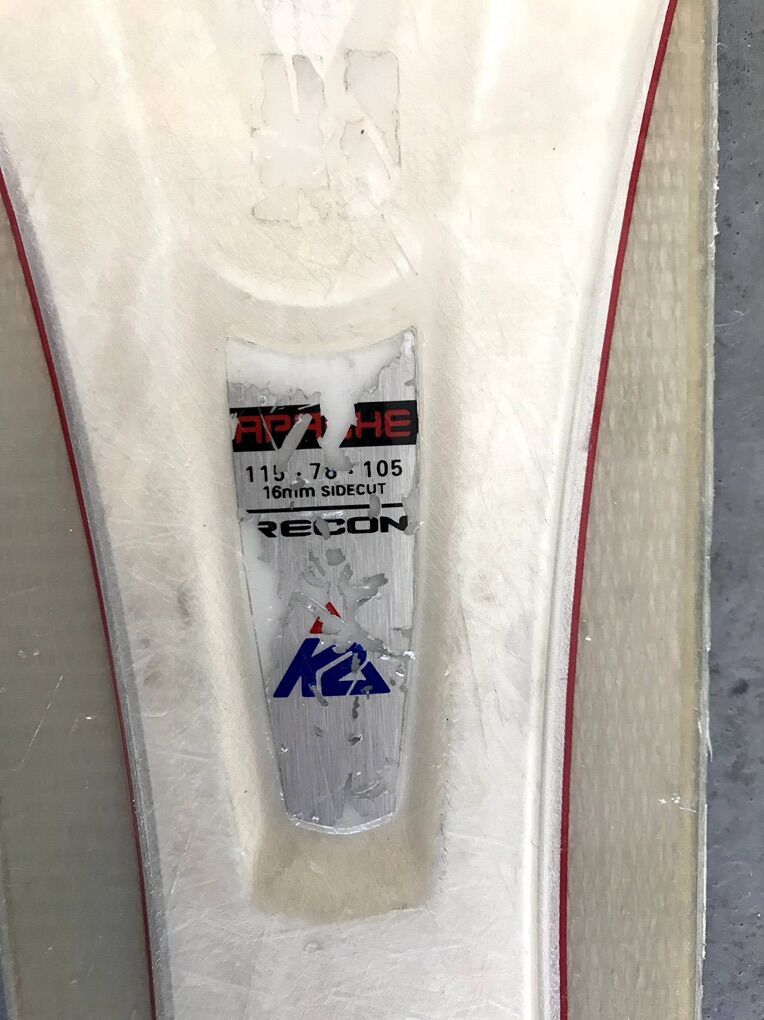 APACHE
115 . 78 . 105
16mm SIDECUT
RECON
K2